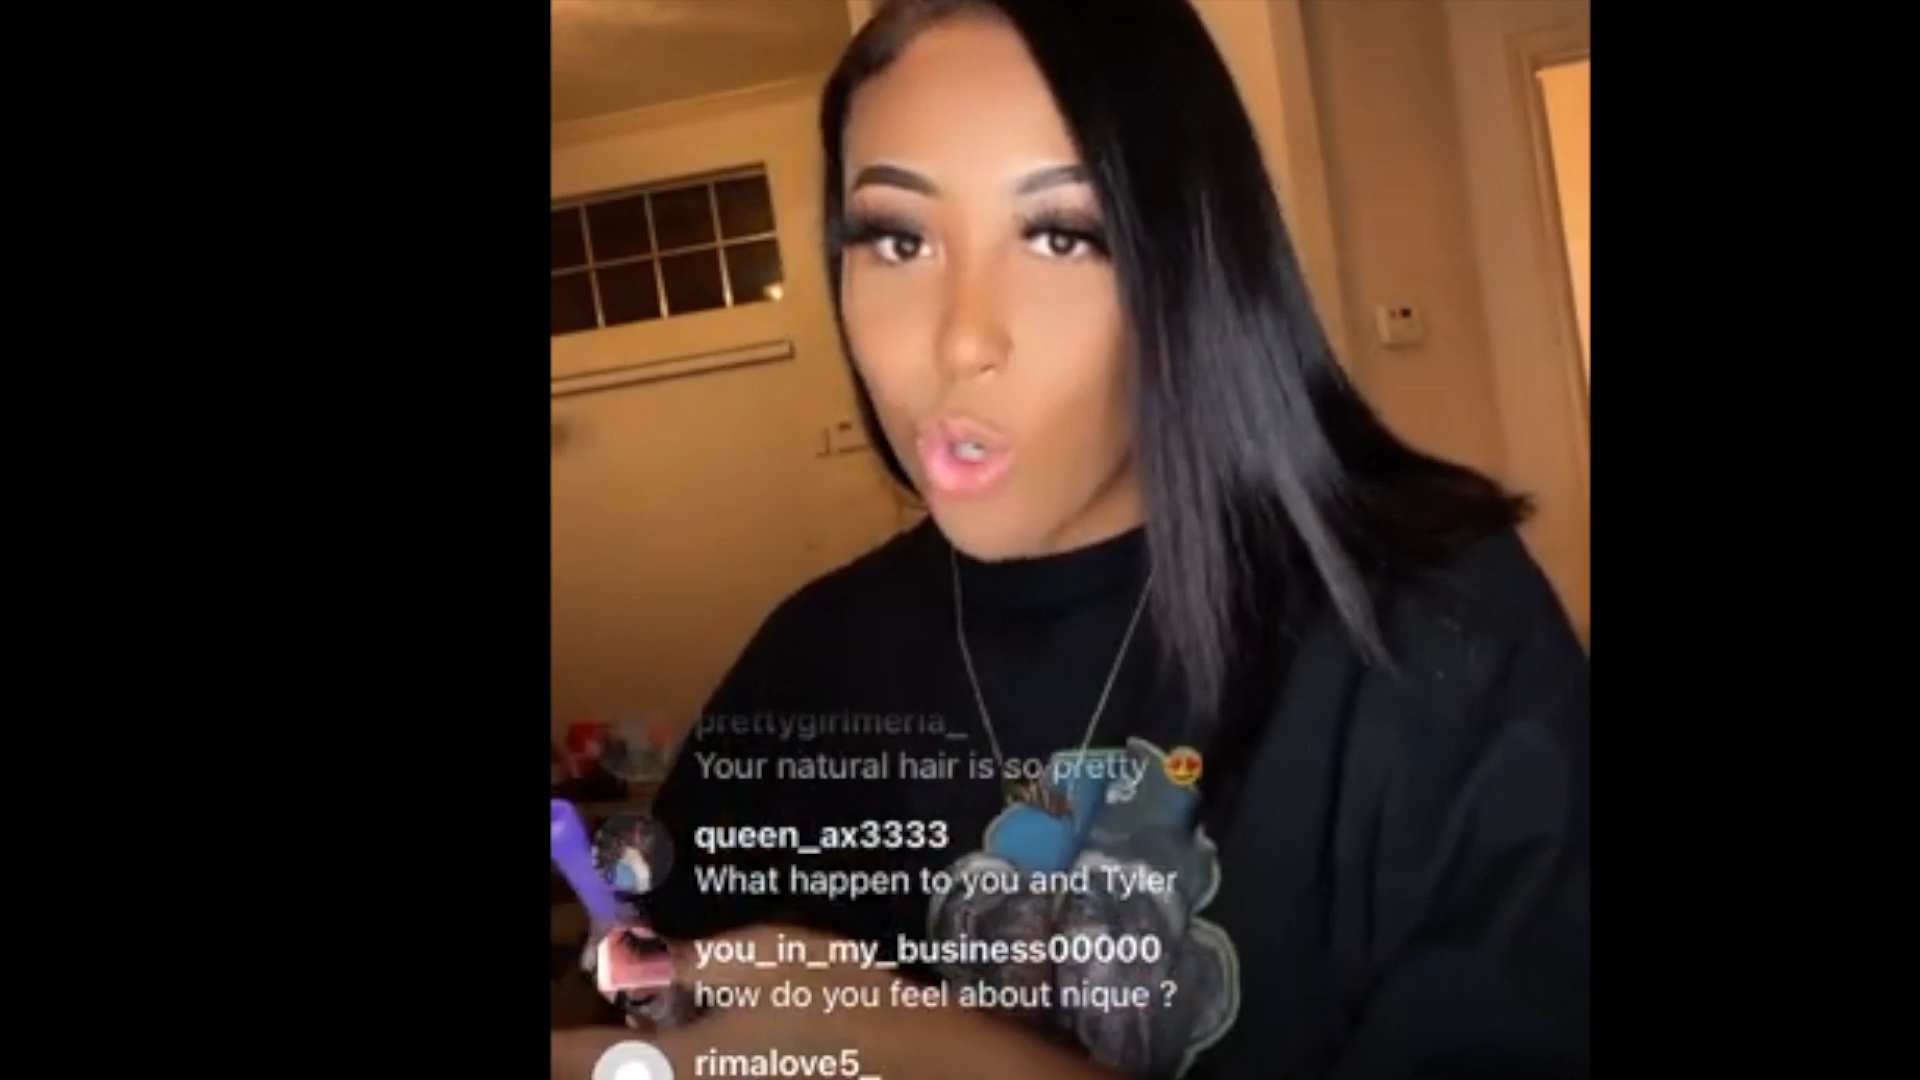 prettygirlmeria_
Your natural hair is so pretty 😍
queen_ax3333
What happen to you and Tyler
you_in_my_business00000
how do you feel about nique ?
rimalove5_